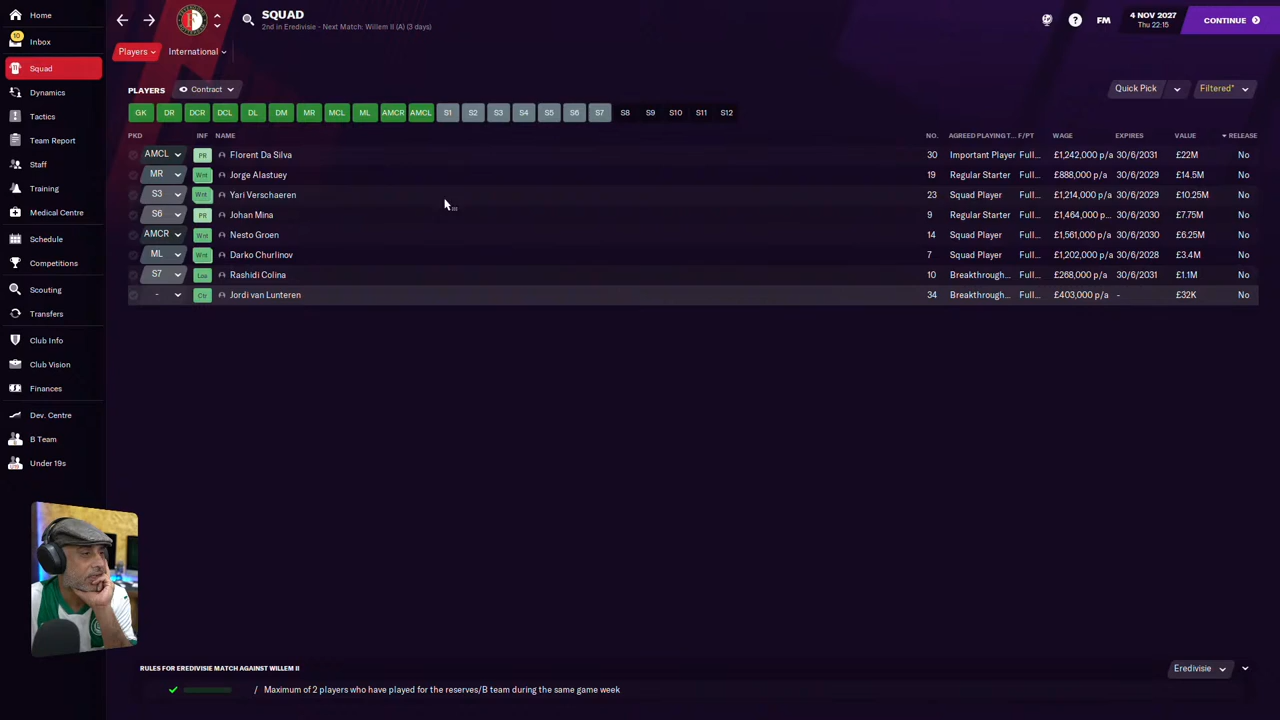 Home
SQUAD
2nd in Eredivisie - Next Match: Willem II (A) (3 days)
FM
4 NOV 2027
Thu 22:15
CONTINUE
10
Inbox
Squad
Dynamics
Tactics
Team Report
Staff
Training
Medical Centre
Schedule
Competitions
Scouting
Transfers
Club Info
Club Vision
Finances
Dev. Centre
B Team
Under 19s
Players International
PLAYERS Contract Quick Pick Filtered*
GK DR DCR DCL DL DM MR MCL ML AMCR AMCL S1 S2 S3 S4 S5 S6 S7 S8 S9 S10 S11 S12
PKD INF NAME NO. AGREED PLAYING T... F/PT WAGE EXPIRES VALUE RELEASE
AMCL PR Florent Da Silva 30 Important Player Full... £1,242,000 p/a 30/6/2031 £22M No
MR Wnt Jorge Alastuey 19 Regular Starter Full... £888,000 p/a 30/6/2029 £14.5M No
S3 Wnt Yari Verschaeren 23 Squad Player Full... £1,214,000 p/a 30/6/2029 £10.25M No
S6 PR Johan Mina 9 Regular Starter Full... £1,464,000 p... 30/6/2030 £7.75M No
AMCR Wnt Nesto Groen 14 Squad Player Full... £1,561,000 p/a 30/6/2030 £6.25M No
ML Wnt Darko Churlinov 7 Squad Player Full... £1,202,000 p/a 30/6/2028 £3.4M No
S7 Loa Rashidi Colina 10 Breakthrough... Full... £268,000 p/a 30/6/2031 £1.1M No
- Ctr Jordi van Lunteren 34 Breakthrough... Full... £403,000 p/a - £32K No
RULES FOR EREDIVISIE MATCH AGAINST WILLEM II
Eredivisie
/ Maximum of 2 players who have played for the reserves/B team during the same game week